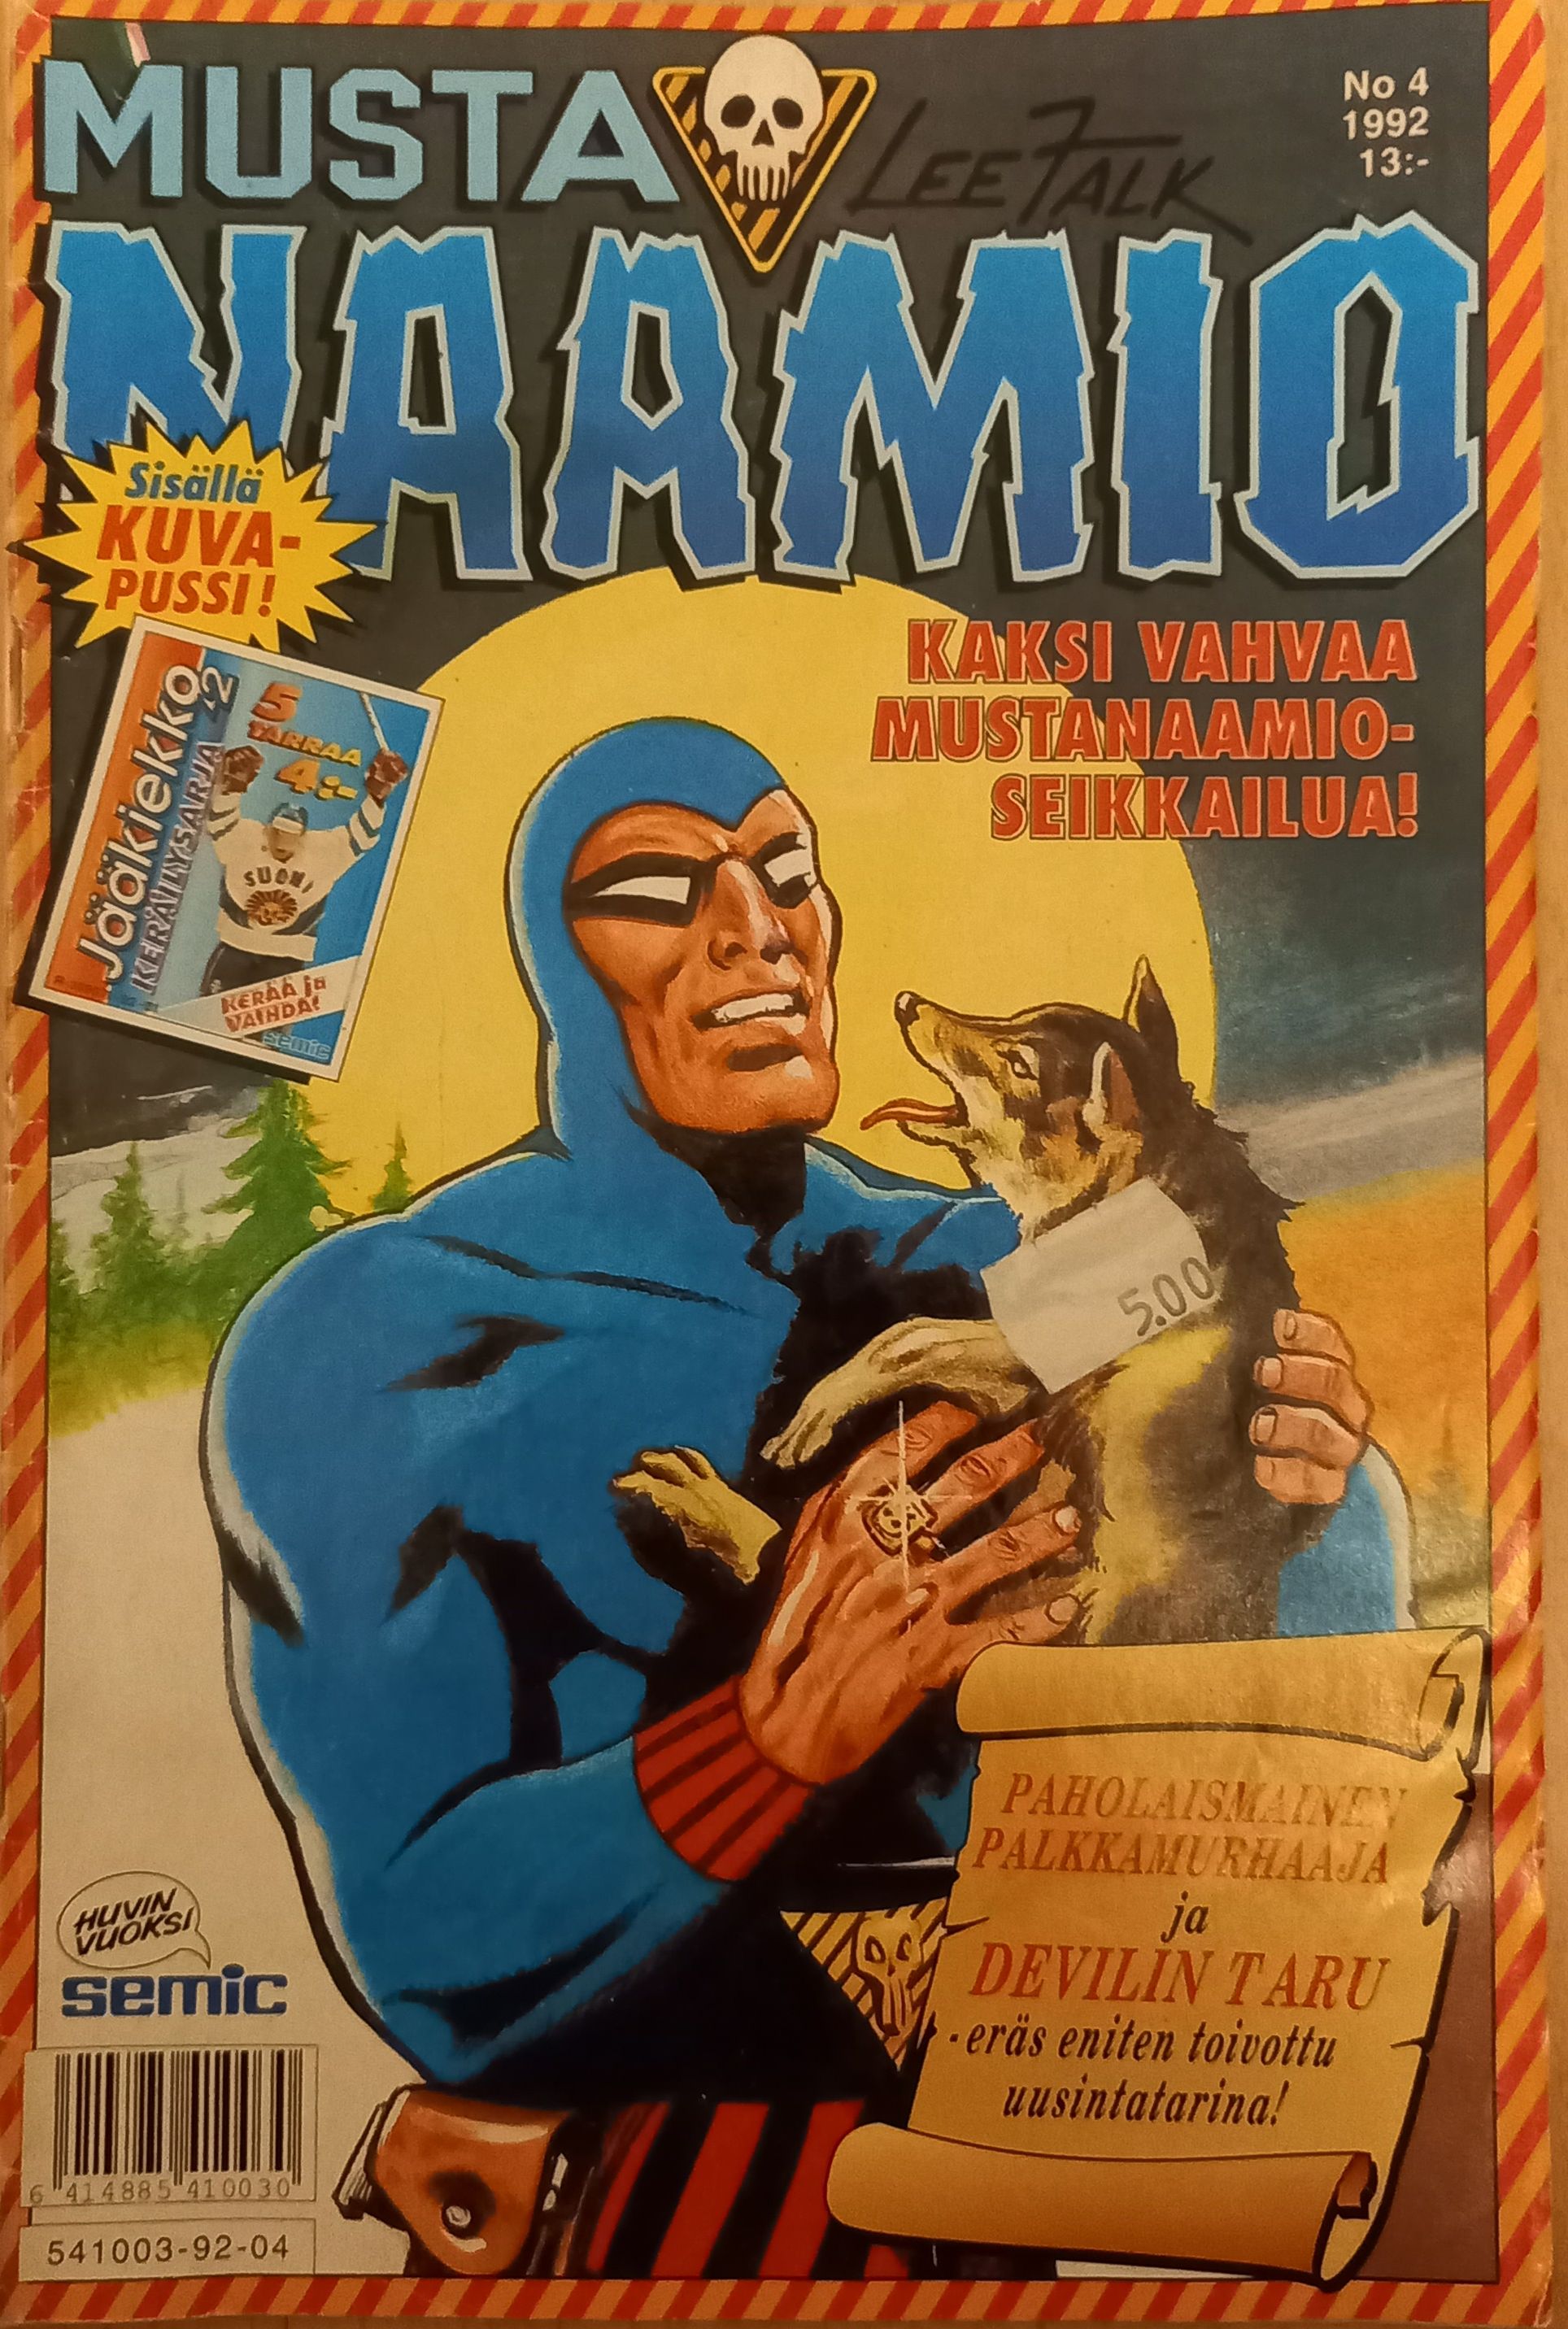 MUSTA
LEE FALK
No 4
1992
13:-
NAAMIO
Sisällä
KUVA-
PUSSI!
Jääkiekko
92
KERÄILYSARJA
5
TARRAA
4:-
SUOMI
KERÄÄ ja
VAIHDA!
semic
KAKSI VAHVAA
MUSTANAAMIO-
SEIKKAILUA!
5.00
PAHOLAISMAINEN
PALKKAMURHAAJA
ja
DEVILIN TARU
-eräs eniten toivottu
uusintatarina!
HUVIN
VUOKSI
semic
6 414885 410030
541003-92-04